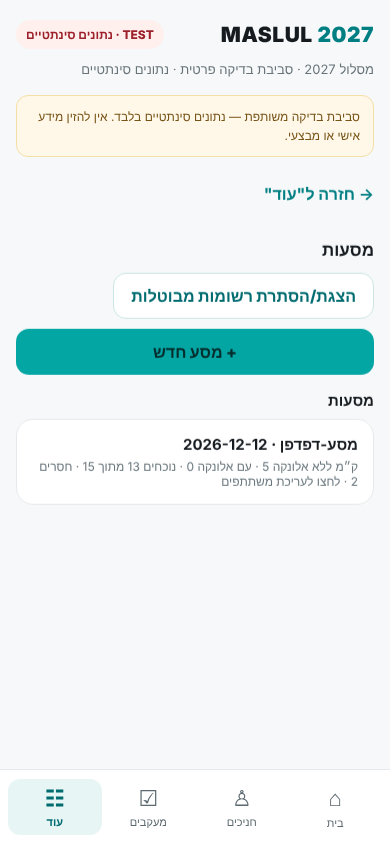 MASLUL 2027
TEST · נתונים סינתטיים
מסלול 2027 · סביבת בדיקה פרטית · נתונים סינתטיים
סביבת בדיקה משותפת — נתונים סינתטיים בלבד. אין להזין מידע
אישי או מבצעי.
→ חזרה ל"עוד"
מסעות
הצגת/הסתרת רשומות מבוטלות
+ מסע חדש
מסעות
מסע-דפדפן · 2026-12-12
ק״מ ללא אלונקה 5 · עם אלונקה 0 · נוכחים 13 מתוך 15 · חסרים
2 · לחצו לעריכת משתתפים
בית
חניכים
מעקבים
עוד